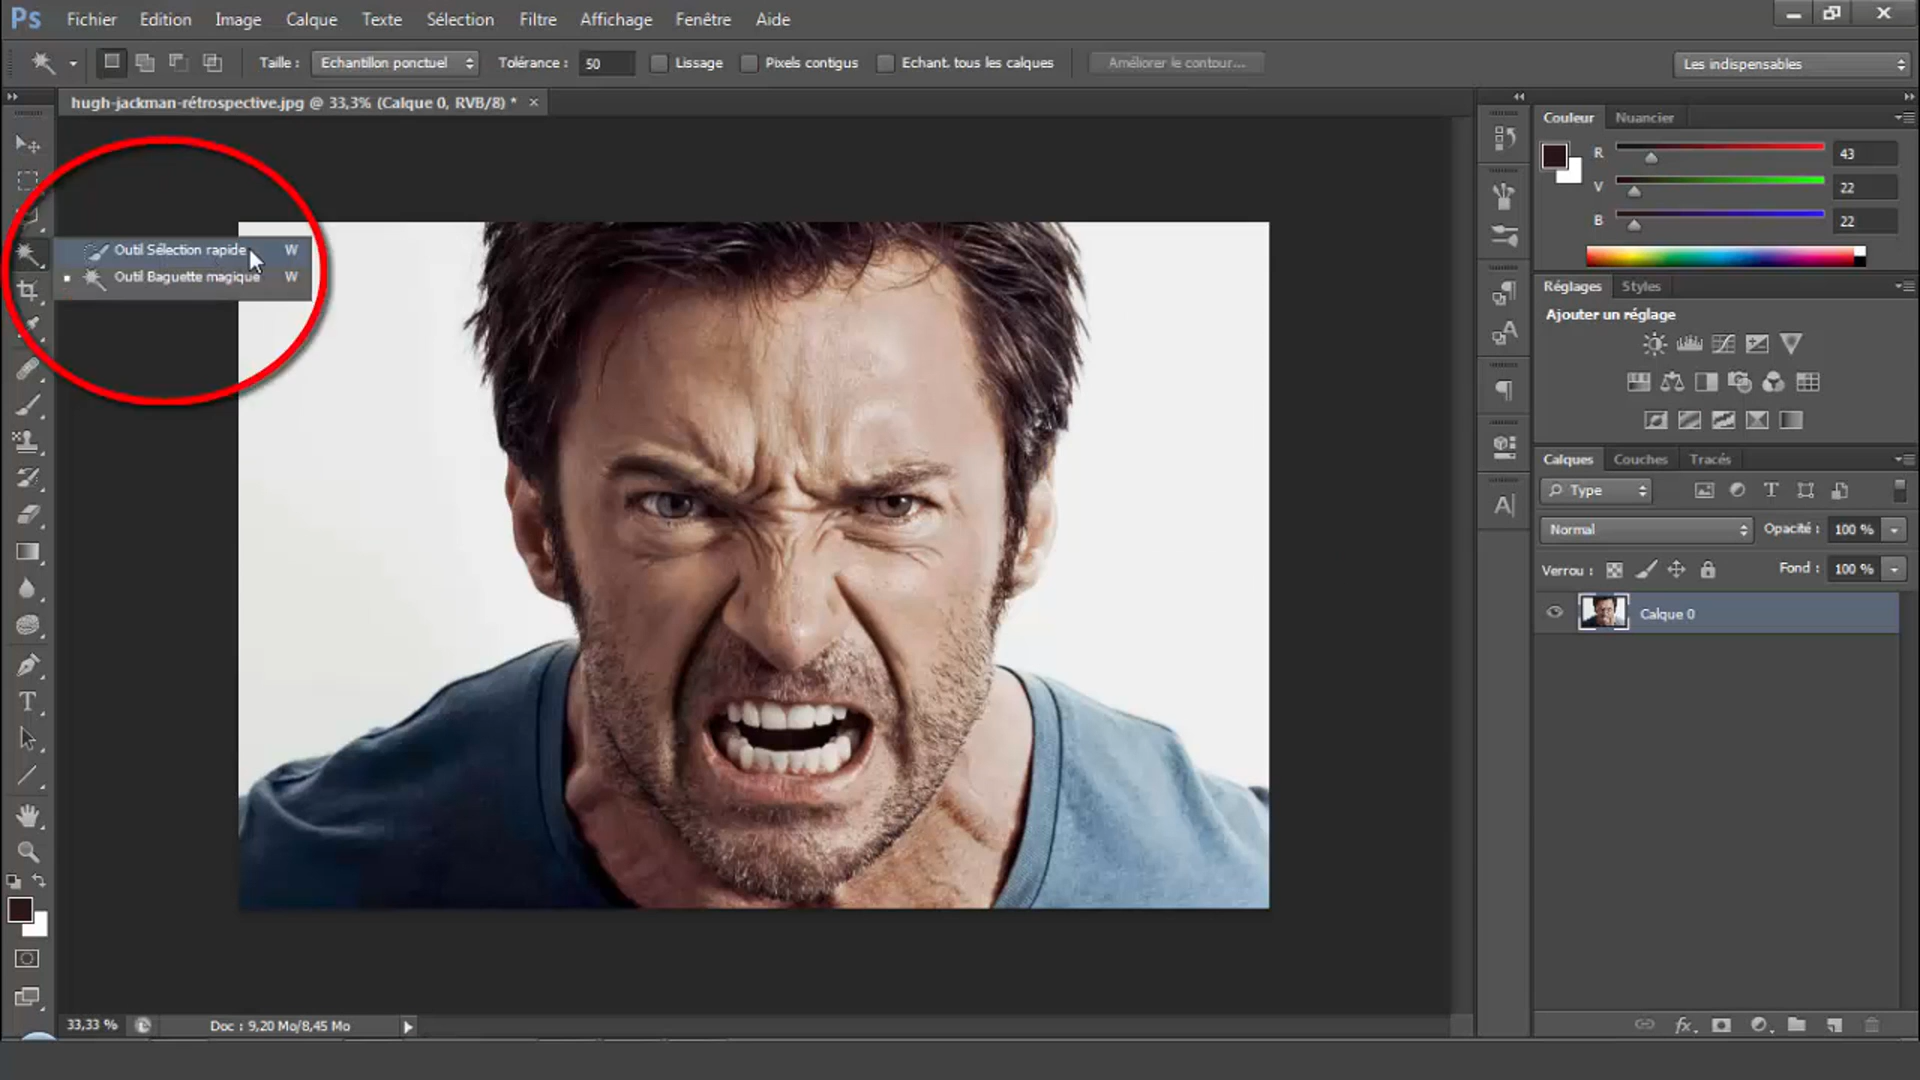 Ps Fichier Edition Image Calque Texte Sélection Filtre Affichage Fenêtre Aide
Taille : Echantillon ponctuel Tolérance : 50 Lissage Pixels contigus Echant. tous les calques Améliorer le contour... Les indispensables
hugh-jackman-rétrospective.jpg @ 33,3% (Calque 0, RVB/8) * ×
Couleur Nuancier
R 43
V 22
B 22
Outil Sélection rapide W
Outil Baguette magique W
Réglages Styles
Ajouter un réglage
Calques Couches Tracés
Type
Normal Opacité : 100 %
Verrou : Fond : 100 %
Calque 0
33,33 % Doc : 9,20 Mo/8,45 Mo
fx